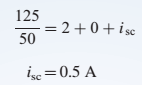 125/50 = 2 + 0 + i_sc
i_sc = 0.5 A